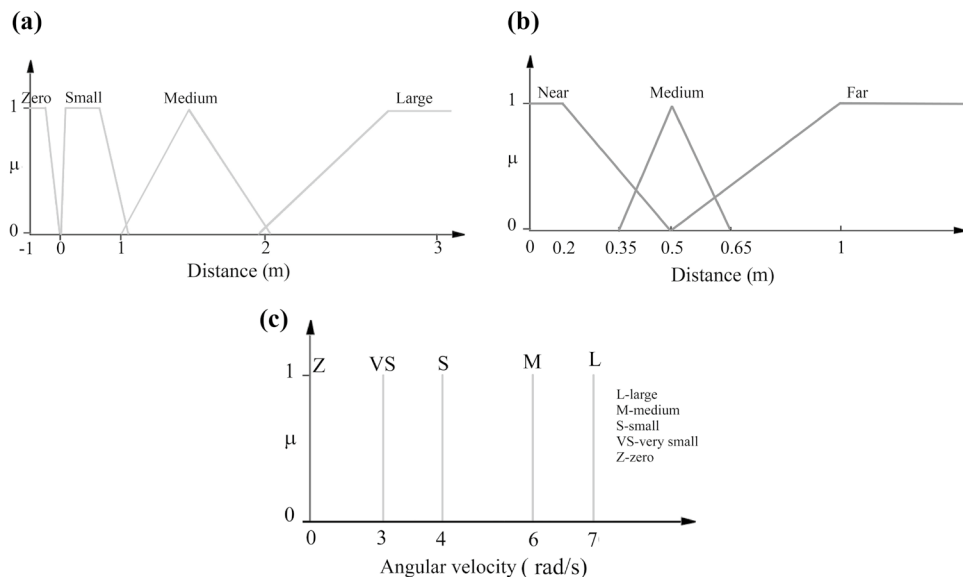 (a)
1
Zero
Small
Medium
Large
μ
0
-1
0
1
2
3
Distance (m)
(b)
1
Near
Medium
Far
μ
0
0
0.2
0.35
0.5
0.65
1
Distance (m)
(c)
1
Z
VS
S
M
L
L-large
M-medium
S-small
VS-very small
Z-zero
μ
0
0
3
4
6
7
Angular velocity ( rad/s)